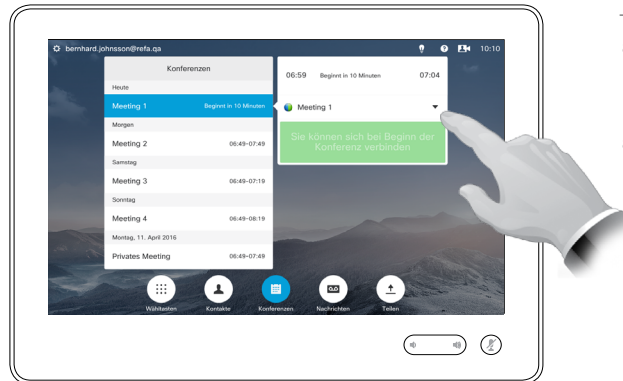 bernhard.johnsson@refa.qa
10:10
Konferenzen
Heute
Meeting 1 Beginnt in 10 Minuten
Morgen
Meeting 2 06:49-07:49
Samstag
Meeting 3 06:49-07:19
Sonntag
Meeting 4 06:49-08:19
Montag, 11. April 2016
Privates Meeting 06:49-07:49
06:59 Beginnt in 10 Minuten 07:04
Meeting 1
Sie können sich bei Beginn der
Konferenz verbinden
Wähltasten Kontakte Konferenzen Nachrichten Teilen